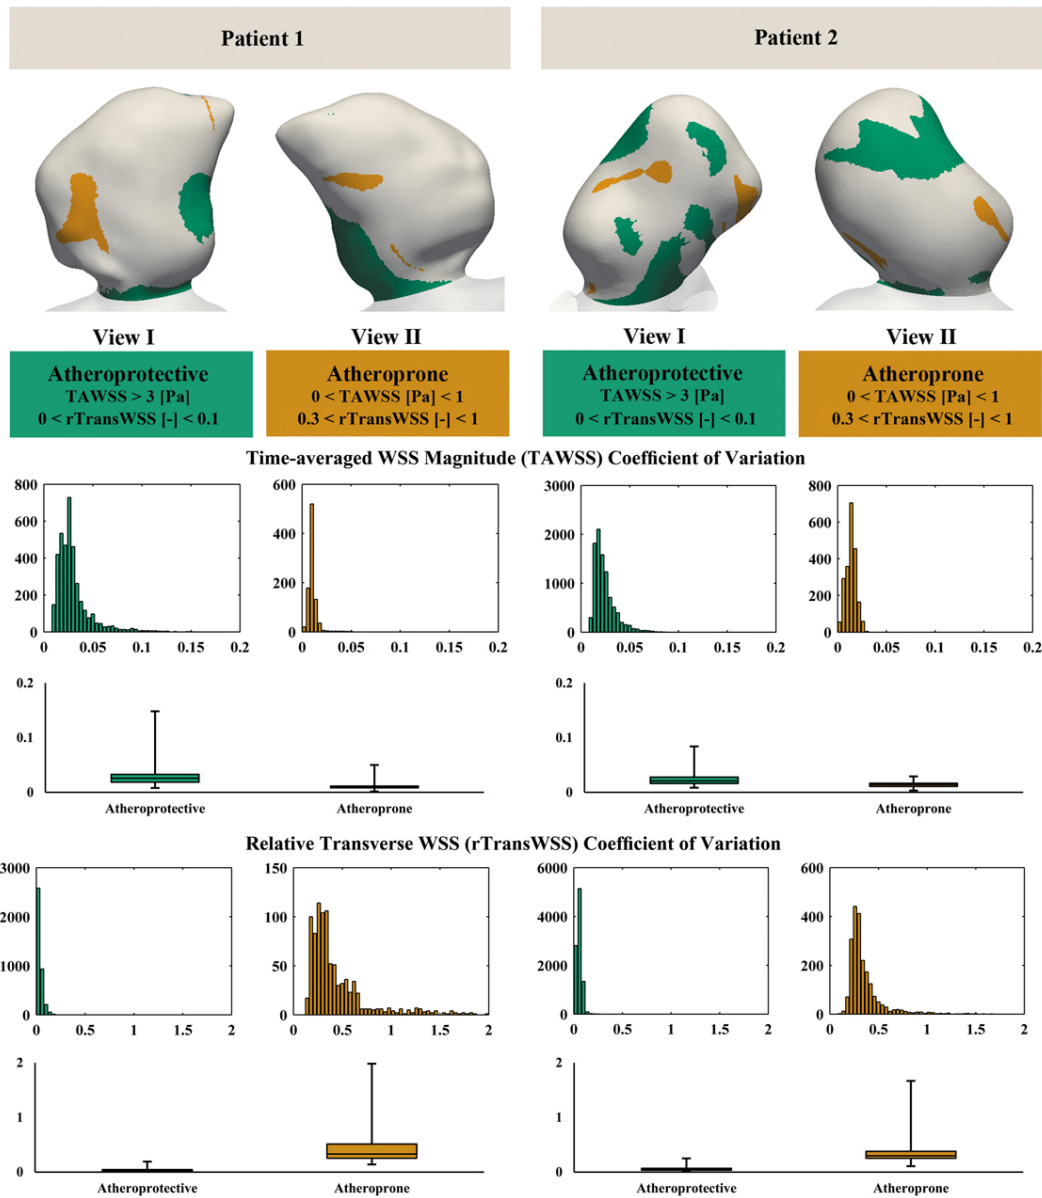 Patient 1
Patient 2
View I
View II
View I
View II
Atheroprotective
TAWSS > 3 [Pa]
0 < rTransWSS [-] < 0.1
Atheroprone
0 < TAWSS [Pa] < 1
0.3 < rTransWSS [-] < 1
Atheroprotective
TAWSS > 3 [Pa]
0 < rTransWSS [-] < 0.1
Atheroprone
0 < TAWSS [Pa] < 1
0.3 < rTransWSS [-] < 1
Time-averaged WSS Magnitude (TAWSS) Coefficient of Variation
800
600
400
200
0
0 0.05 0.1 0.15 0.2
600
400
200
0
0 0.05 0.1 0.15 0.2
3000
2000
1000
0
0 0.05 0.1 0.15 0.2
800
600
400
200
0
0 0.05 0.1 0.15 0.2
0.2
0.1
0
Atheroprotective Atheroprone
0.2
0.1
0
Atheroprotective Atheroprone
Relative Transverse WSS (rTransWSS) Coefficient of Variation
3000
2000
1000
0
0 0.5 1 1.5 2
150
100
50
0
0 0.5 1 1.5 2
6000
4000
2000
0
0 0.5 1 1.5 2
600
400
200
0
0 0.5 1 1.5 2
2
1
0
Atheroprotective Atheroprone
2
1
0
Atheroprotective Atheroprone